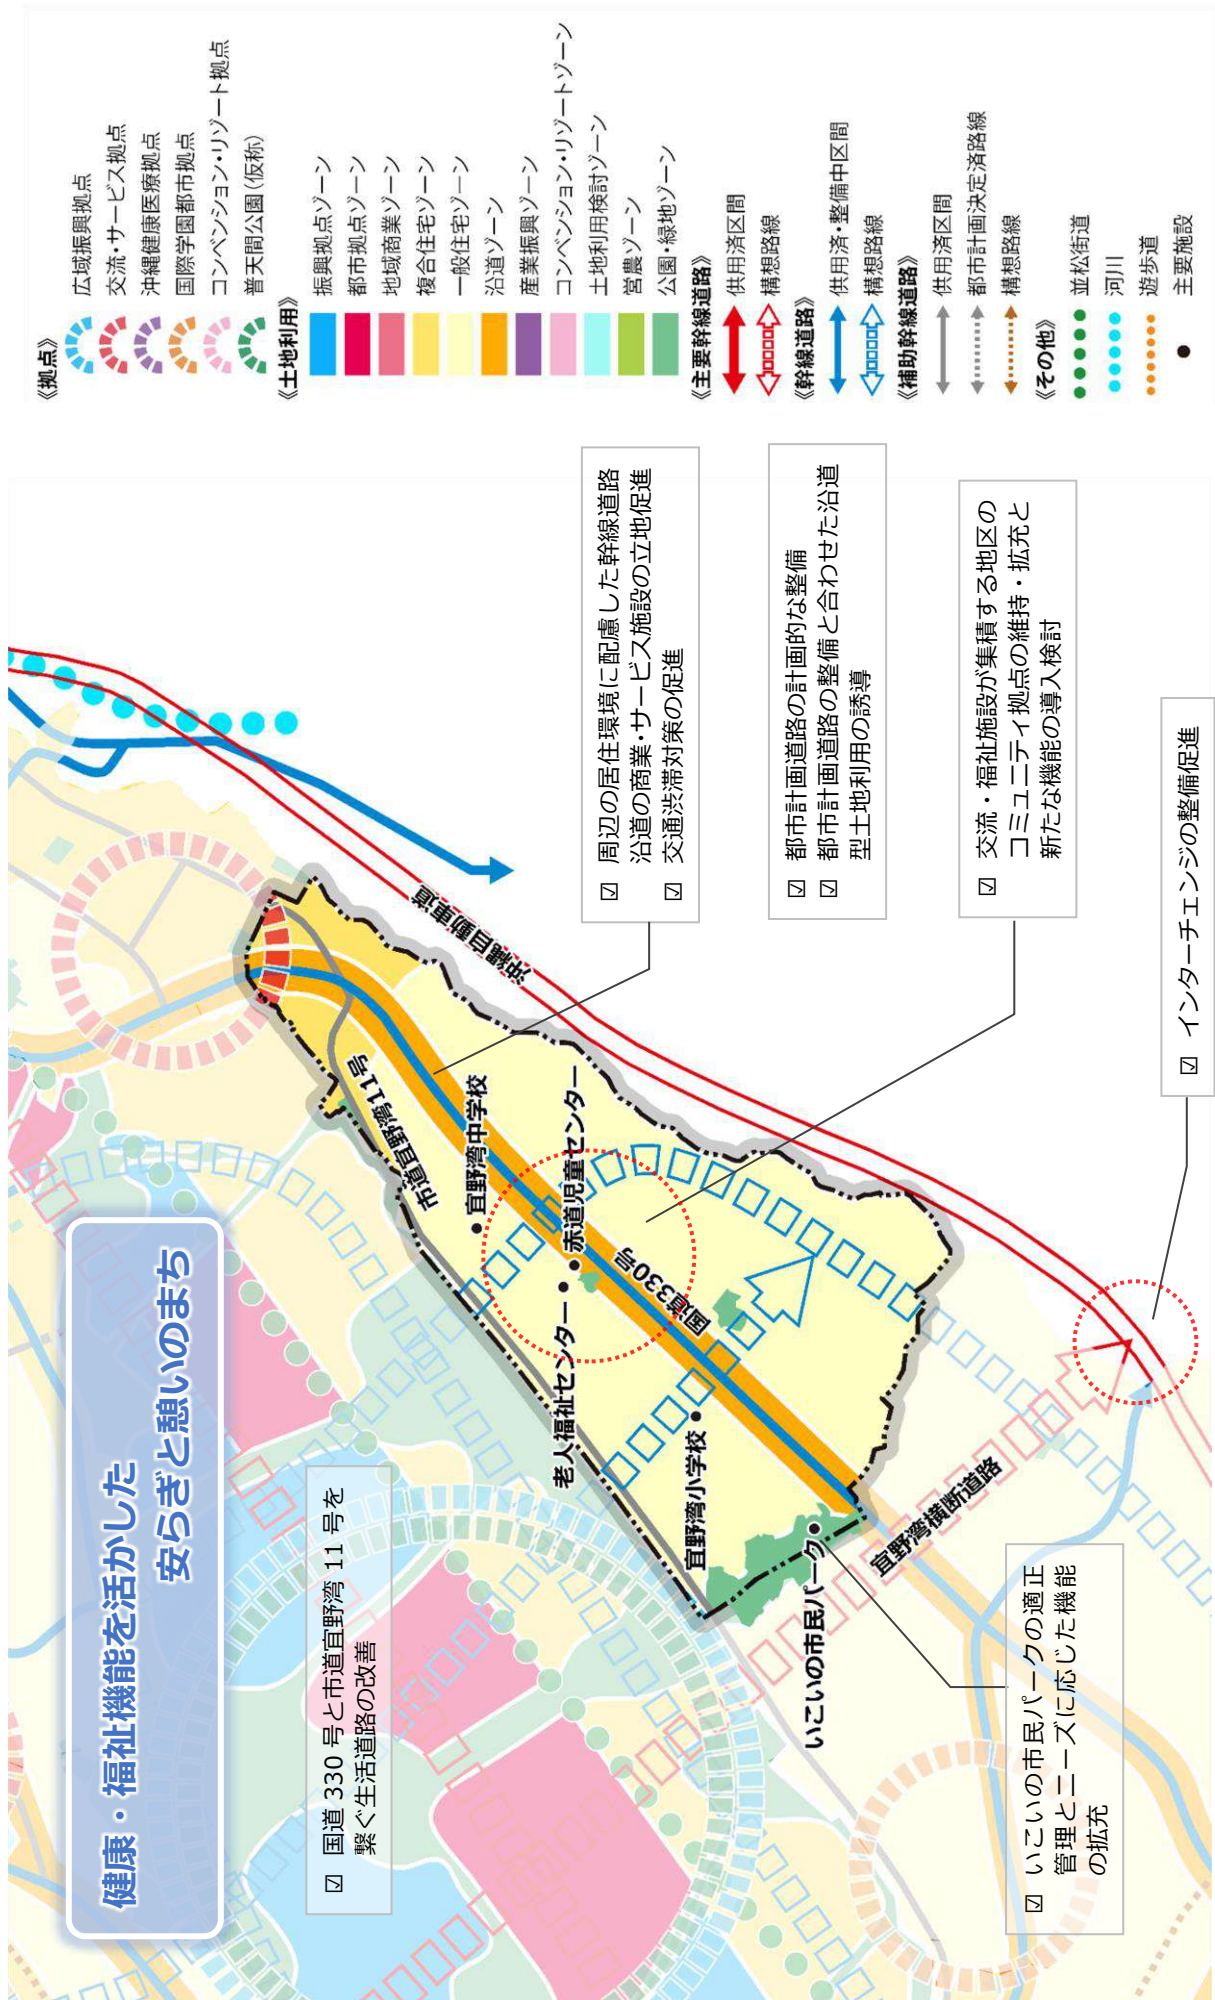 健康・福祉機能を活かした
安らぎと憩いのまち
☑ 国道 330 号と市道宜野湾 11 号を
繋ぐ生活道路の改善
☑ 周辺の居住環境に配慮した幹線道路
沿道の商業・サービス施設の立地促進
☑ 交通渋滞対策の促進
☑ 都市計画道路の計画的な整備
☑ 都市計画道路の整備と合わせた沿道
型土地利用の誘導
☑ 交流・福祉施設が集積する地区の
コミュニティ拠点の維持・拡充と
新たな機能の導入検討
☑ インターチェンジの整備促進
☑ いこいの市民パークの適正
管理とニーズに応じた機能
の拡充
市道宜野湾11号
宜野湾中学校
赤道児童センター
老人福祉センター
国道330号
宜野湾小学校
いこいの市民パーク
宜野湾横断道路
沖縄自動車道
《拠点》
広域振興拠点
交流・サービス拠点
沖縄健康医療拠点
国際学園都市拠点
コンベンション・リゾート拠点
普天間公園(仮称)
《土地利用》
振興拠点ゾーン
都市拠点ゾーン
地域商業ゾーン
複合住宅ゾーン
一般住宅ゾーン
沿道ゾーン
産業振興ゾーン
コンベンション・リゾートゾーン
土地利用検討ゾーン
営農ゾーン
公園・緑地ゾーン
《主要幹線道路》
供用済区間
構想路線
《幹線道路》
供用済・整備中区間
構想路線
《補助幹線道路》
供用済区間
都市計画決定済路線
構想路線
《その他》
並松街道
河川
遊歩道
主要施設